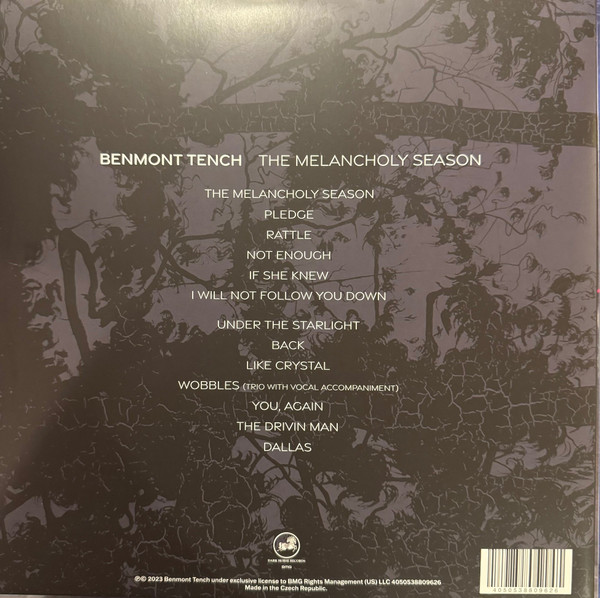 BENMONT TENCH THE MELANCHOLY SEASON
THE MELANCHOLY SEASON
PLEDGE
RATTLE
NOT ENOUGH
IF SHE KNEW
I WILL NOT FOLLOW YOU DOWN
UNDER THE STARLIGHT
BACK
LIKE CRYSTAL
WOBBLES (TRIO WITH VOCAL ACCOMPANIMENT)
YOU, AGAIN
THE DRIVIN MAN
DALLAS
DARK HORSE RECORDS
℗© 2023 Benmont Tench under exclusive license to BMG Rights Management (US) LLC 4050538809626
Made in the Czech Republic.
4050538809626